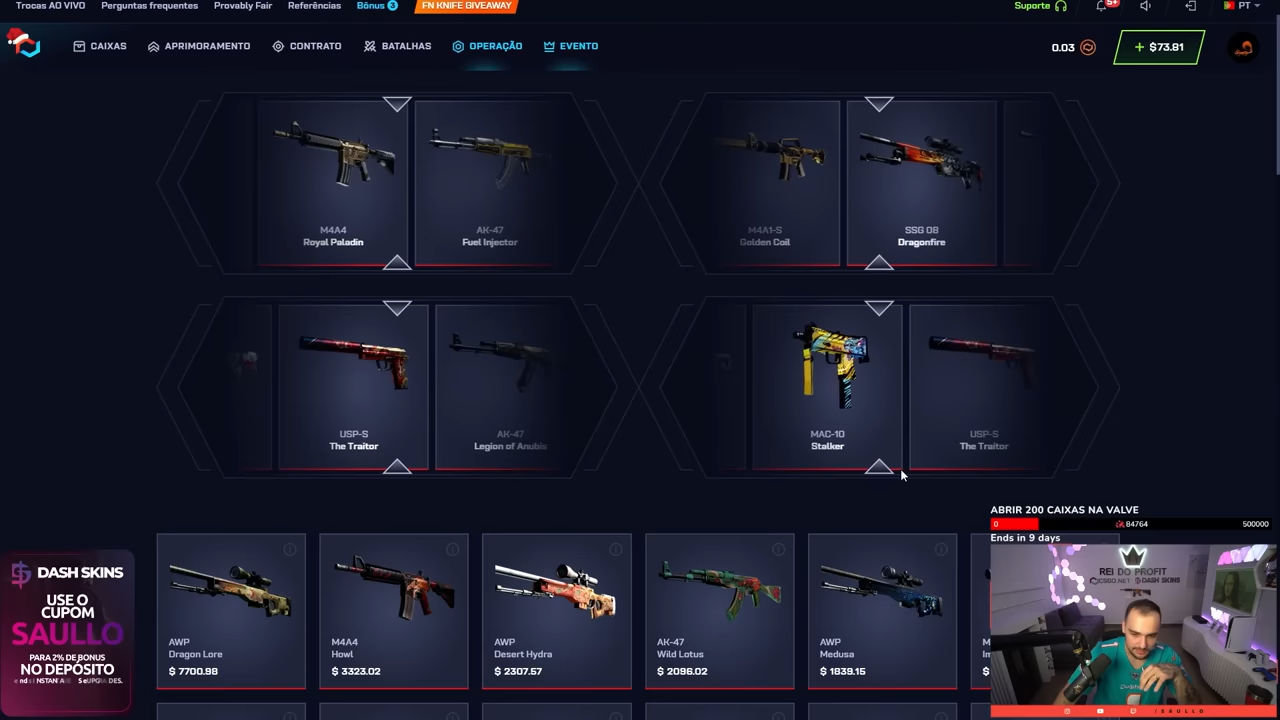 Trocas AO VIVO Perguntas frequentes Provably Fair Referências Bônus 3 FN KNIFE GIVEAWAY Suporte 5+ PT
CAIXAS APRIMORAMENTO CONTRATO BATALHAS OPERAÇÃO EVENTO 0.03 + $73.81
M4A4
Royal Paladin
AK-47
Fuel Injector
M4A1-S
Golden Coil
SSG 08
Dragonfire
USP-S
The Traitor
AK-47
Legion of Anubis
MAC-10
Stalker
USP-S
The Traitor
ABRIR 200 CAIXAS NA VALVE
0 84764 500000
Ends in 9 days
REI DO PROFIT
DASH SKINS
DASH SKINS
USE O
CUPOM
SAULLO
PARA 2% DE BONUS
NO DEPÓSITO
AWP
Dragon Lore
$ 7700.98
M4A4
Howl
$ 3323.02
AWP
Desert Hydra
$ 2307.57
AK-47
Wild Lotus
$ 2096.02
AWP
Medusa
$ 1839.15
$
/SAULLO